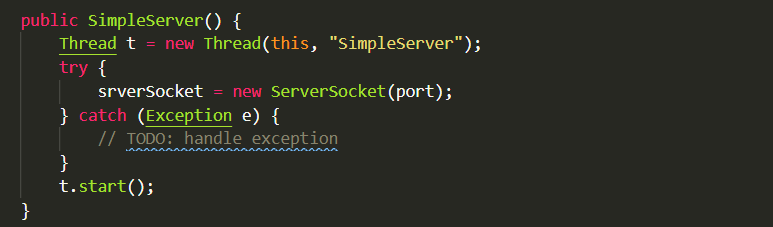 public SimpleServer() {
    Thread t = new Thread(this, "SimpleServer");
    try {
        srverSocket = new ServerSocket(port);
    } catch (Exception e) {
        // TODO: handle exception
    }
    t.start();
}